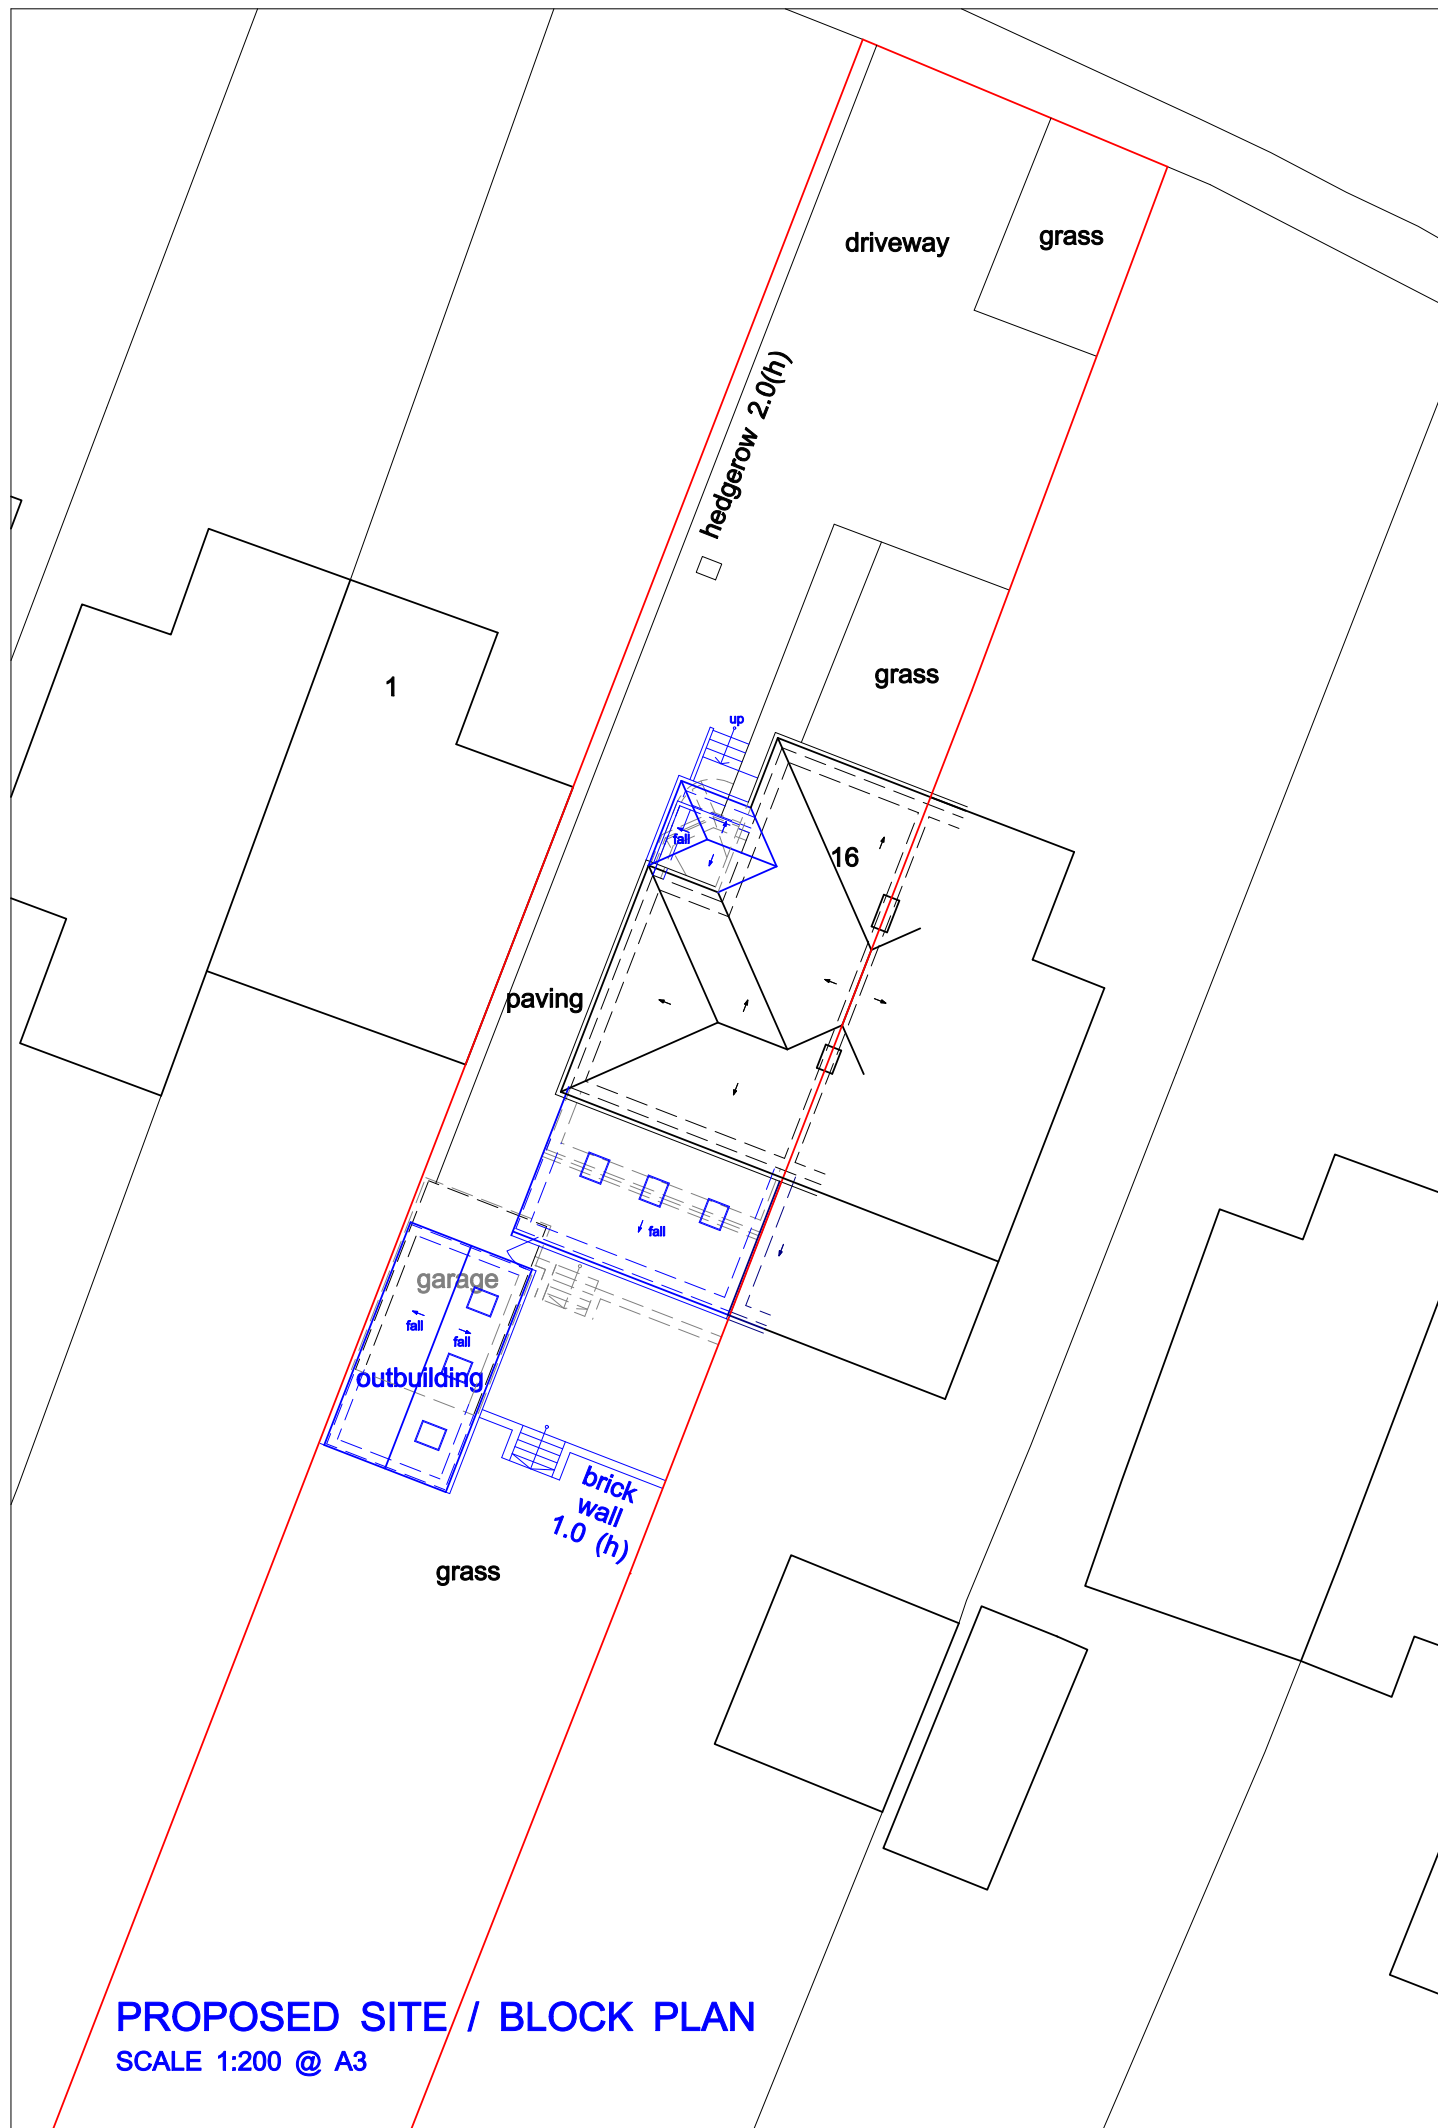 driveway
grass
hedgerow 2.0(h)
grass
1
up
fall
16
paving
fall
garage
fall
fall
outbuilding
brick
wall
1.0 (h)
grass
PROPOSED SITE / BLOCK PLAN
SCALE 1:200 @ A3